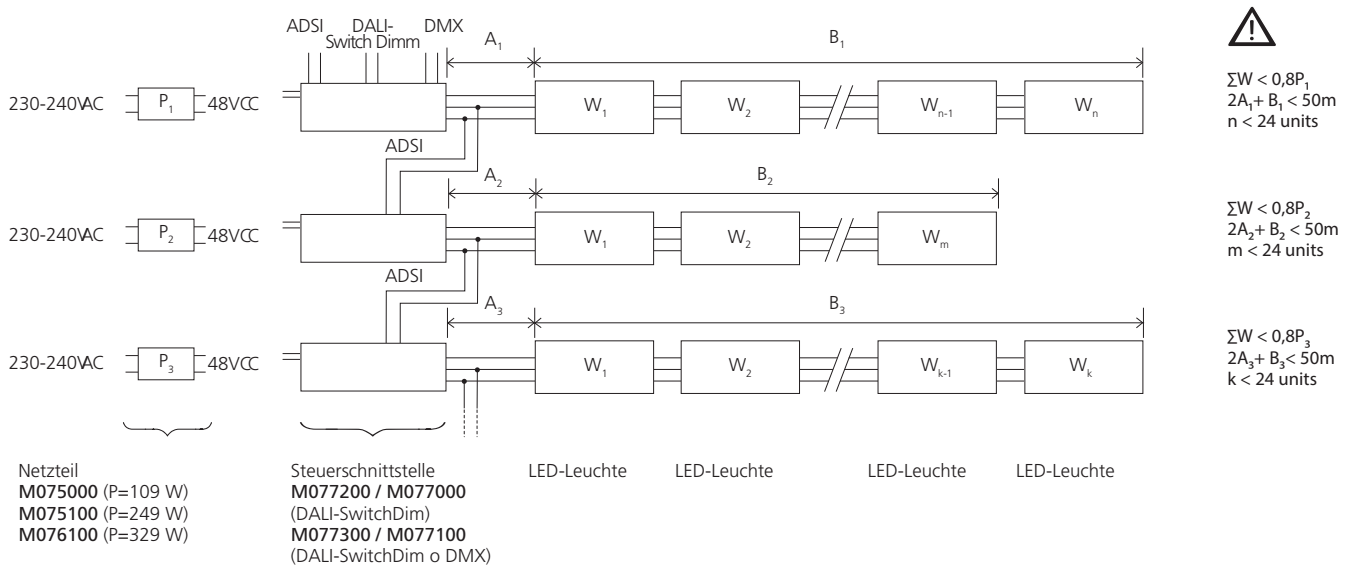 ADSI DALI- DMX
Switch Dimm
A₁ B₁
230-240VAC P₁ 48VCC W₁ W₂ Wₙ₋₁ Wₙ
∑W < 0,8P₁
2A₁+ B₁ < 50m
n < 24 units
ADSI
A₂ B₂
230-240VAC P₂ 48VCC W₁ W₂ Wₘ
∑W < 0,8P₂
2A₂+ B₂ < 50m
m < 24 units
ADSI
A₃ B₃
230-240VAC P₃ 48VCC W₁ W₂ Wₖ₋₁ Wₖ
∑W < 0,8P₃
2A₃+ B₃< 50m
k < 24 units
Netzteil
M075000 (P=109 W)
M075100 (P=249 W)
M076100 (P=329 W)
Steuerschnittstelle
M077200 / M077000
(DALI-SwitchDim)
M077300 / M077100
(DALI-SwitchDim o DMX)
LED-Leuchte LED-Leuchte LED-Leuchte LED-Leuchte